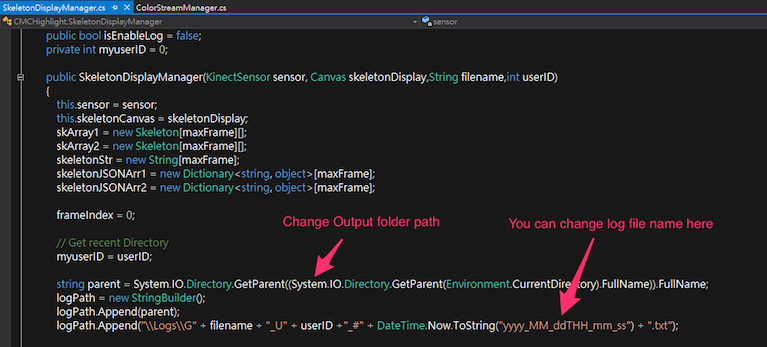 SkeletonDisplayManager.cs ColorStreamManager.cs
CMCHighlight.SkeletonDisplayManager sensor
public bool isEnableLog = false;
private int myuserID = 0;
public SkeletonDisplayManager(KinectSensor sensor, Canvas skeletonDisplay,String filename,int userID)
{
this.sensor = sensor;
this.skeletonCanvas = skeletonDisplay;
skArray1 = new Skeleton[maxFrame][];
skArray2 = new Skeleton[maxFrame][];
skeletonStr = new String[maxFrame];
skeletonJSONArr1 = new Dictionary<string, object>[maxFrame];
skeletonJSONArr2 = new Dictionary<string, object>[maxFrame];
frameIndex = 0;
Change Output folder path
You can change log file name here
// Get recent Directory
myuserID = userID;
string parent = System.IO.Directory.GetParent((System.IO.Directory.GetParent(Environment.CurrentDirectory).FullName)).FullName;
logPath = new StringBuilder();
logPath.Append(parent);
logPath.Append("\\Logs\\G" + filename + "_U" + userID +"_#" + DateTime.Now.ToString("yyyy_MM_ddTHH_mm_ss") + ".txt");